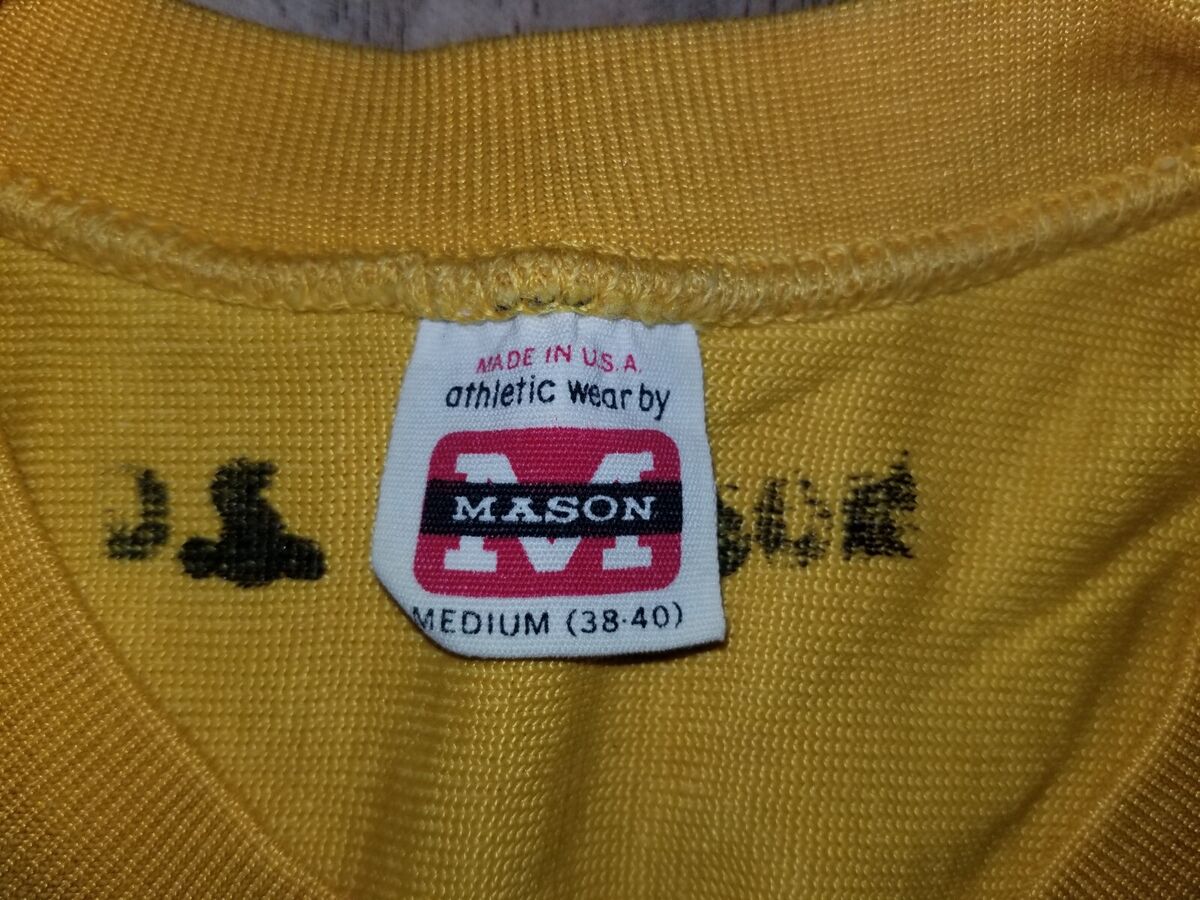 MADE IN U.S.A.
athletic wear by
M
MASON
MEDIUM (38-40)